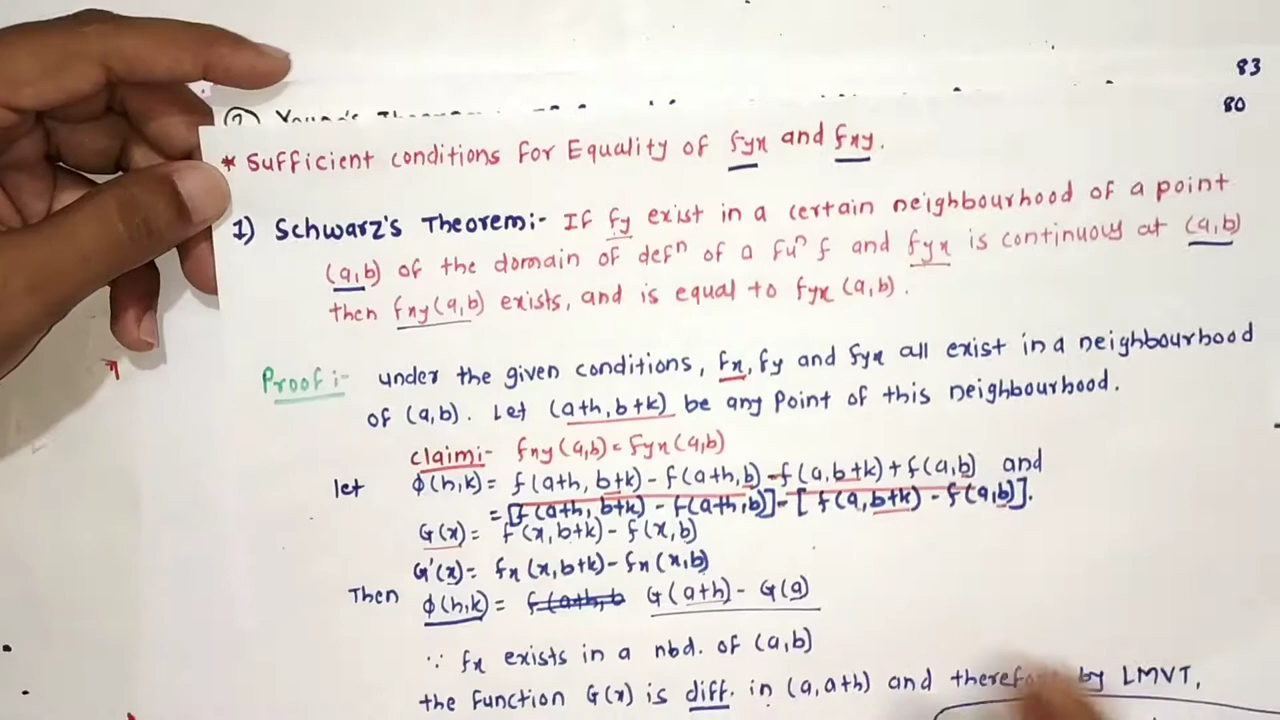 83
80
* Sufficient conditions for Equality of fyx and fxy.
1) Schwarz's Theorem:- If fy exist in a certain neighbourhood of a point
(a,b) of the domain of defⁿ of a fuⁿ f and fyx is continuous at (a,b)
then fxy(a,b) exists, and is equal to fyx (a,b).
Proof:- under the given conditions, fx, fy and fyx all exist in a neighbourhood
of (a,b). Let (a+h, b+k) be any point of this neighbourhood.
claim:- fxy(a,b) = fyx(a,b)
let φ(h,k) = f(a+h, b+k) - f(a+h, b) - f(a, b+k) + f(a,b) and
= [f(a+h, b+k) - f(a+h, b)] - [f(a, b+k) - f(a,b)].
G(x) = f(x, b+k) - f(x, b)
G'(x) = fx(x, b+k) - fx(x, b)
Then φ(h,k) = f(a+h, b G(a+h) - G(a)
∵ fx exists in a nbd. of (a,b)
the function G(x) is diff. in (a, a+h) and therefore by LMVT,